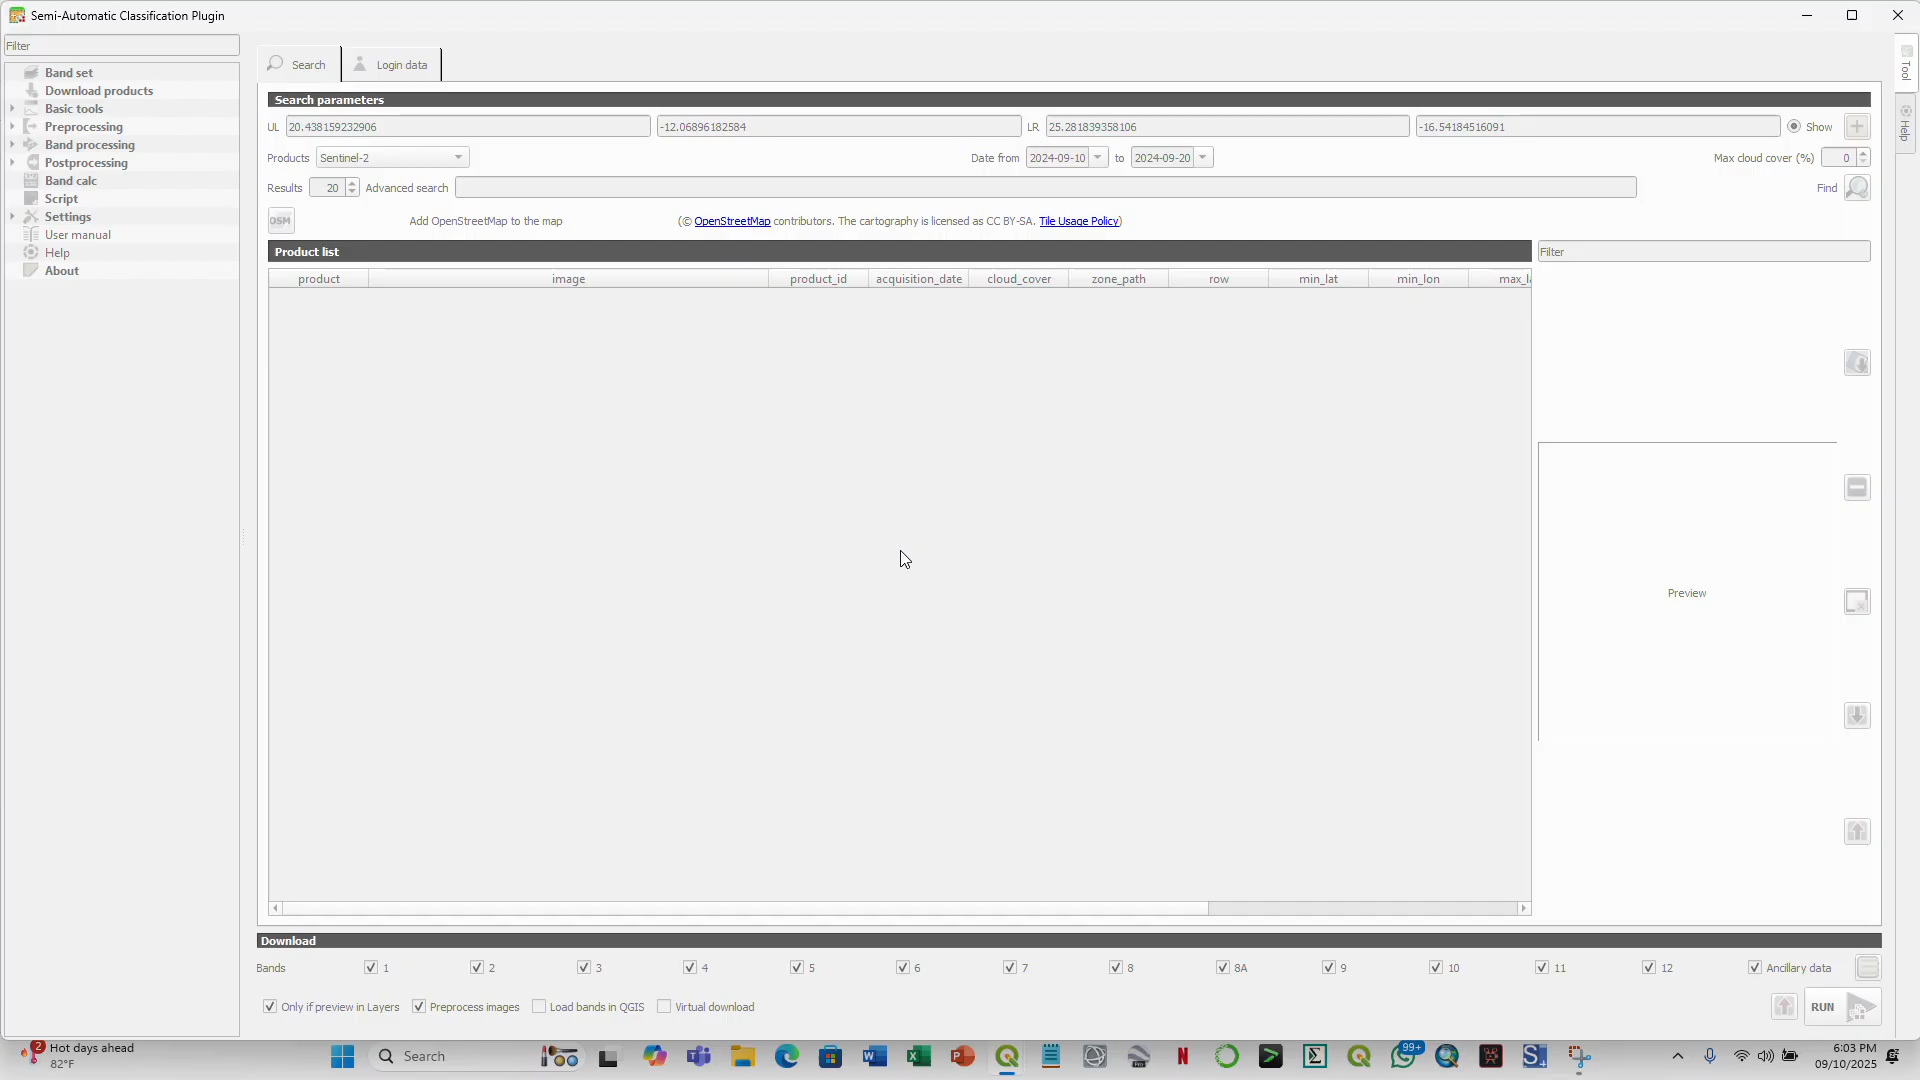 Semi-Automatic Classification Plugin
Filter
Band set
Download products
Basic tools
Preprocessing
Band processing
Postprocessing
Band calc
Script
Settings
User manual
Help
About
Search
Login data
Search parameters
UL 20.438159232906 -12.06896182584 LR 25.281839358106 -16.54184516091 Show
Products Sentinel-2 Date from 2024-09-10 to 2024-09-20 Max cloud cover (%) 0
Results 20 Advanced search Find
OSM Add OpenStreetMap to the map (© OpenStreetMap contributors. The cartography is licensed as CC BY-SA. Tile Usage Policy)
Product list
Filter
product image product_id acquisition_date cloud_cover zone_path row min_lat min_lon max_la
Preview
Download
Bands 1 2 3 4 5 6 7 8 8A 9 10 11 12 Ancillary data
Only if preview in Layers Preprocess images Load bands in QGIS Virtual download RUN
Tool
Help
2 Hot days ahead
82°F
Search
99+
6:03 PM
09/10/2025